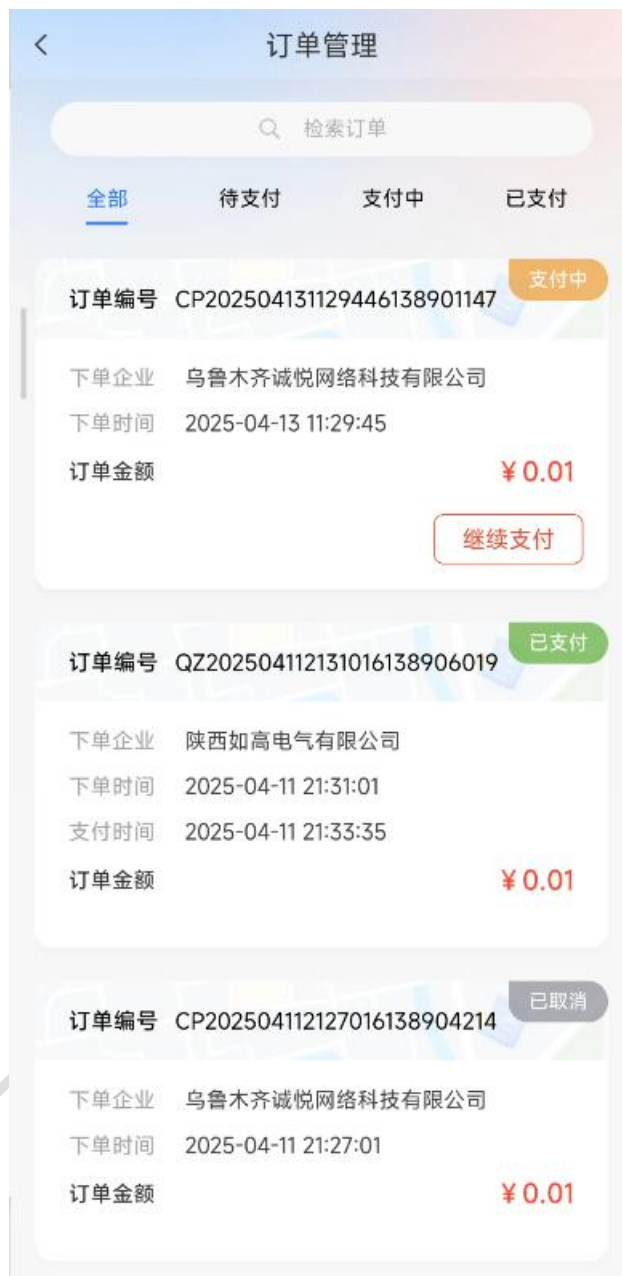 订单管理
检索订单
全部 待支付 支付中 已支付
支付中
订单编号 CP202504131129446138901147
下单企业 乌鲁木齐诚悦网络科技有限公司
下单时间 2025-04-13 11:29:45
订单金额 ¥ 0.01
继续支付
已支付
订单编号 QZ202504112131016138906019
下单企业 陕西如高电气有限公司
下单时间 2025-04-11 21:31:01
支付时间 2025-04-11 21:33:35
订单金额 ¥ 0.01
已取消
订单编号 CP202504112127016138904214
下单企业 乌鲁木齐诚悦网络科技有限公司
下单时间 2025-04-11 21:27:01
订单金额 ¥ 0.01